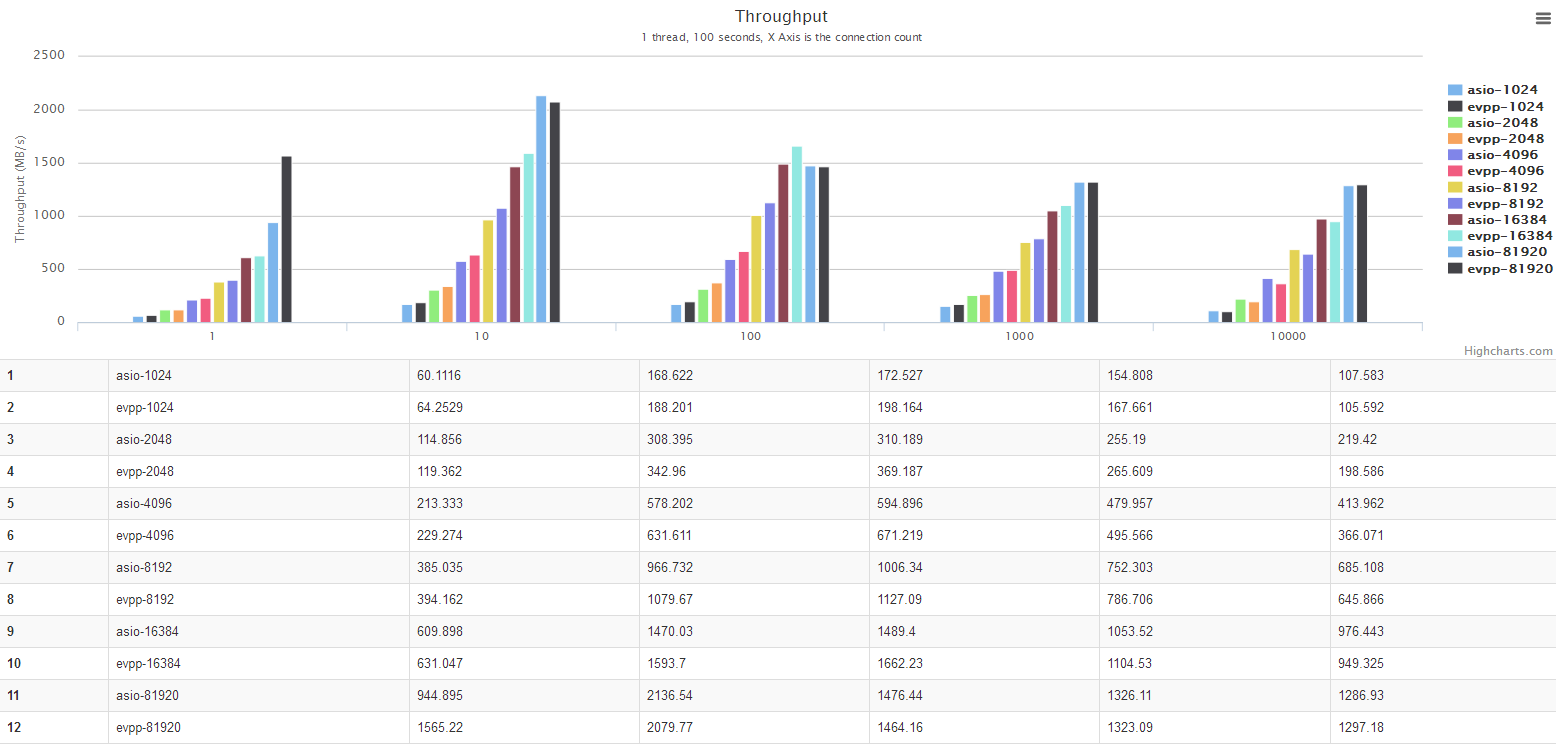 Throughput
1 thread, 100 seconds, X Axis is the connection count
Throughput (MB/s)
2500
2000
1500
1000
500
0
1 10 100 1000 10000
asio-1024
evpp-1024
asio-2048
evpp-2048
asio-4096
evpp-4096
asio-8192
evpp-8192
asio-16384
evpp-16384
asio-81920
evpp-81920
Highcharts.com
1 asio-1024 60.1116 168.622 172.527 154.808 107.583
2 evpp-1024 64.2529 188.201 198.164 167.661 105.592
3 asio-2048 114.856 308.395 310.189 255.19 219.42
4 evpp-2048 119.362 342.96 369.187 265.609 198.586
5 asio-4096 213.333 578.202 594.896 479.957 413.962
6 evpp-4096 229.274 631.611 671.219 495.566 366.071
7 asio-8192 385.035 966.732 1006.34 752.303 685.108
8 evpp-8192 394.162 1079.67 1127.09 786.706 645.866
9 asio-16384 609.898 1470.03 1489.4 1053.52 976.443
10 evpp-16384 631.047 1593.7 1662.23 1104.53 949.325
11 asio-81920 944.895 2136.54 1476.44 1326.11 1286.93
12 evpp-81920 1565.22 2079.77 1464.16 1323.09 1297.18